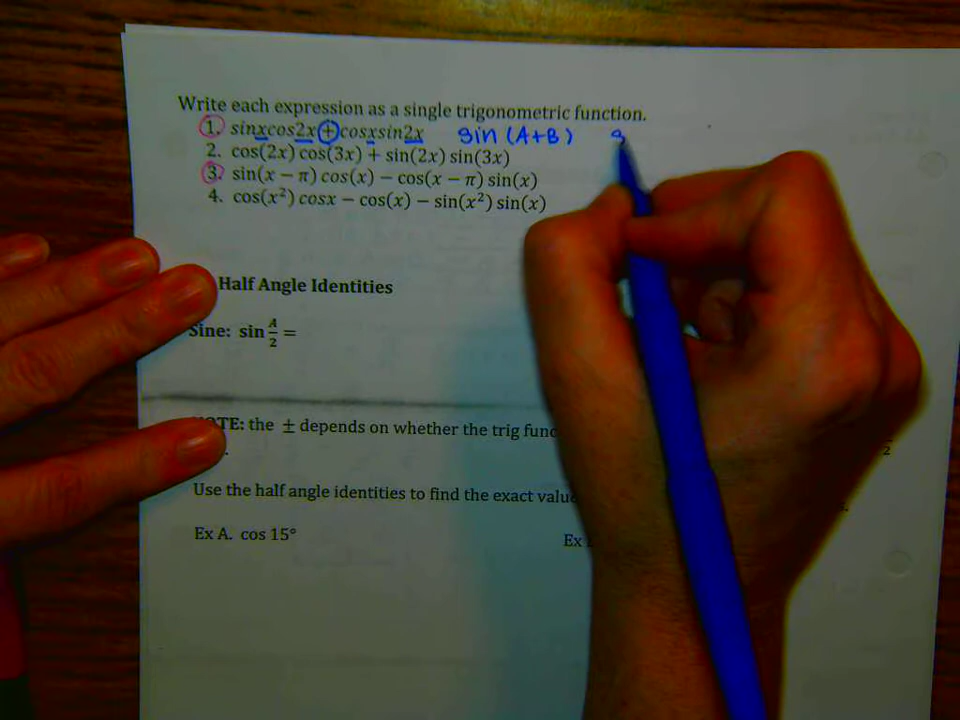 Write each expression as a single trigonometric function.
1. sinxcos2x + cosxsin2x sin (A+B) s
2. cos(2x) cos(3x) + sin(2x) sin(3x)
3. sin(x − π) cos(x) − cos(x − π) sin(x)
4. cos(x²) cosx − cos(x) − sin(x²) sin(x)
Half Angle Identities
Sine: sin A/2 =
NOTE: the ± depends on whether the trig func
Use the half angle identities to find the exact value
Ex A. cos 15° Ex